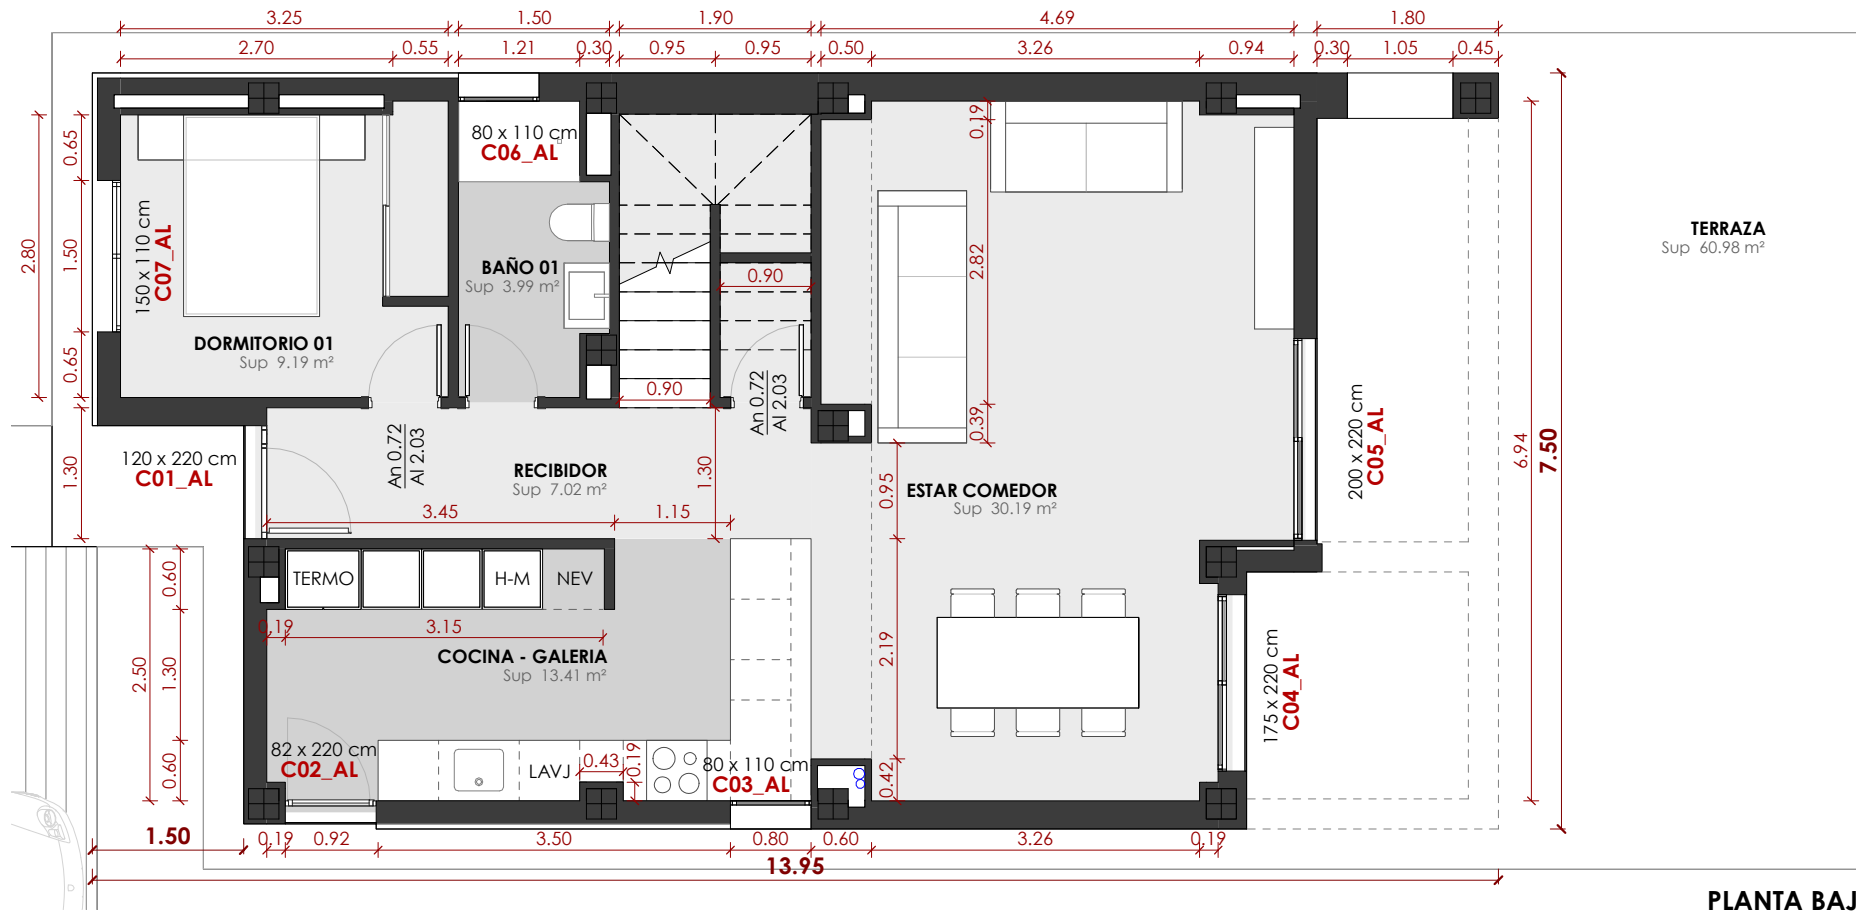 3.25
1.50
1.90
4.69
1.80
2.70
0.55
1.21
0.30
0.95
0.95
0.50
3.26
0.94
0.30
1.05
0.45
0.65
1.50
0.65
2.80
1.30
150 x 110 cm
C07_AL
80 x 110 cm
C06_AL
0.19
2.82
0.39
TERRAZA
Sup 60.98 m²
BAÑO 01
Sup 3.99 m²
0.90
DORMITORIO 01
Sup 9.19 m²
0.90
An 0.72
Al 2.03
An 0.72
Al 2.03
200 x 220 cm
C05_AL
6.94
7.50
120 x 220 cm
C01_AL
RECIBIDOR
Sup 7.02 m²
1.30
ESTAR COMEDOR
Sup 30.19 m²
0.95
3.45
1.15
TERMO
H-M
NEV
0.60
1.30
0.60
2.50
0.19
3.15
COCINA - GALERIA
Sup 13.41 m²
2.19
175 x 220 cm
C04_AL
82 x 220 cm
C02_AL
LAVJ
0.43
0.19
80 x 110 cm
C03_AL
0.42
1.50
0.19
0.92
3.50
0.80
0.60
3.26
0.19
13.95
PLANTA BAJ